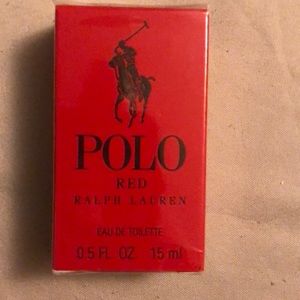 POLO
RED
RALPH LAUREN
EAU DE TOILETTE
0.5 FL. OZ. 15 ml